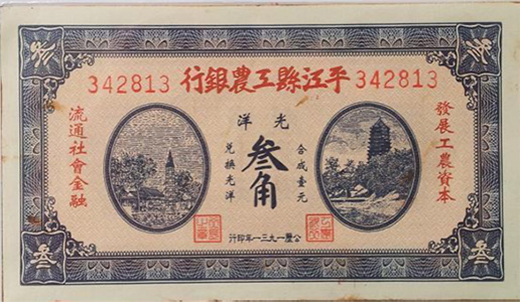 平江縣工農銀行
342813
342813
發展工農資本
流通社會金融
光洋
叁角
合成壹元
兑換光洋
公曆一九三一年印行
叁
叁